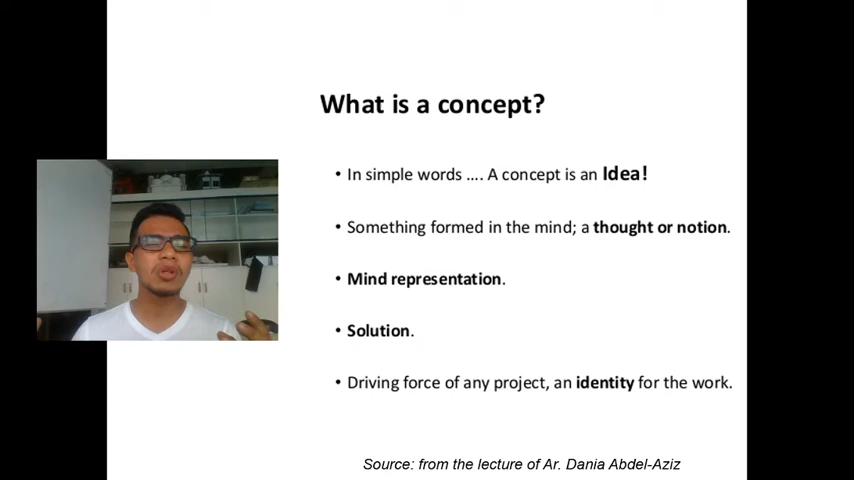 What is a concept?
• In simple words .... A concept is an Idea!
• Something formed in the mind; a thought or notion.
• Mind representation.
• Solution.
• Driving force of any project, an identity for the work.
Source: from the lecture of Ar. Dania Abdel-Aziz